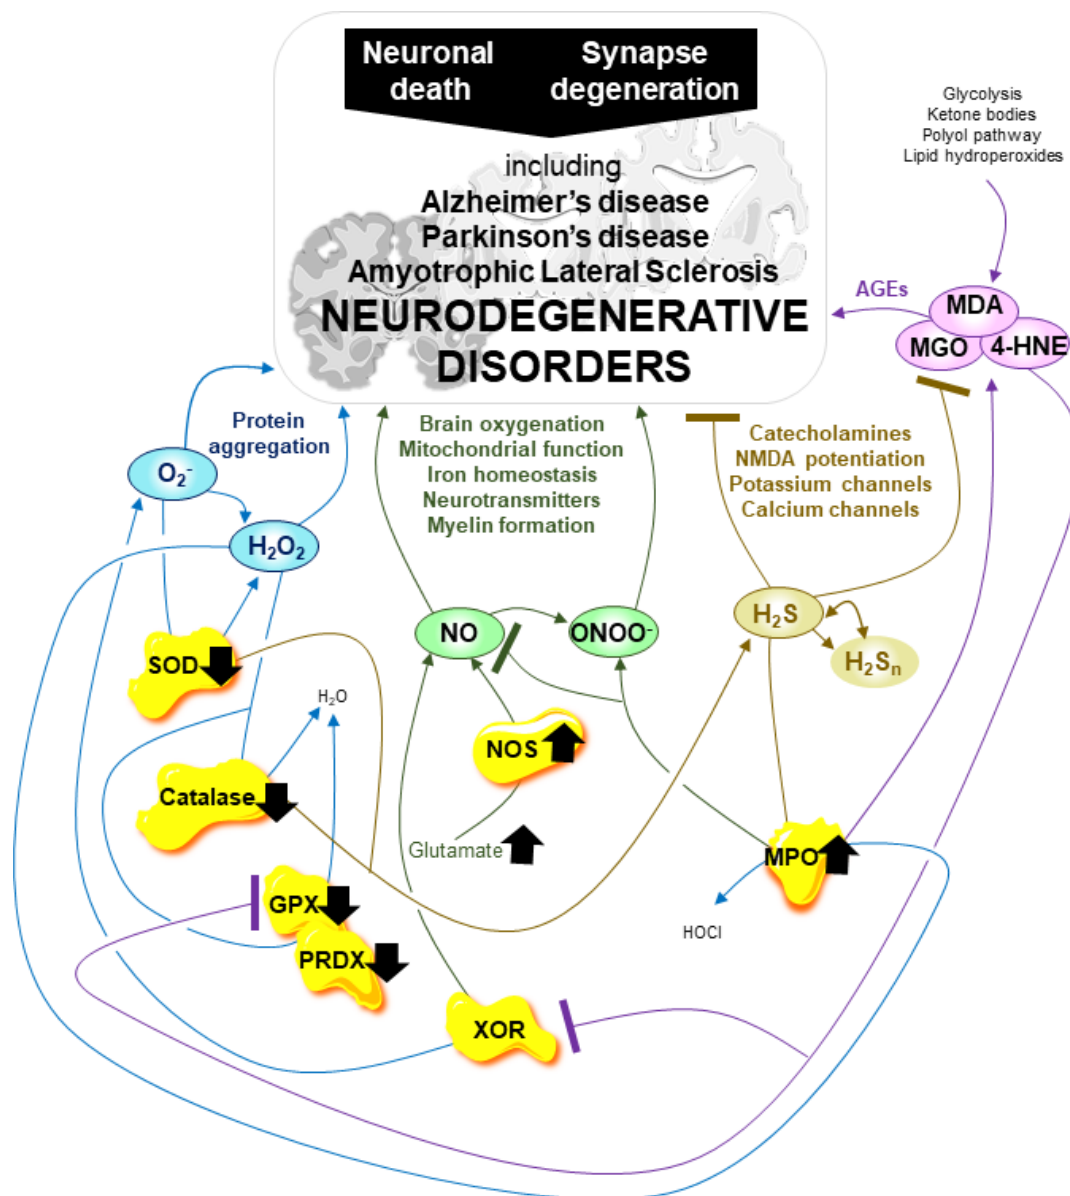 Neuronal
death
Synapse
degeneration
including
Alzheimer's disease
Parkinson's disease
Amyotrophic Lateral Sclerosis
NEURODEGENERATIVE
DISORDERS
Glycolysis
Ketone bodies
Polyol pathway
Lipid hydroperoxides
AGEs
MDA
MGO
4-HNE
Protein
aggregation
O₂⁻
H₂O₂
Brain oxygenation
Mitochondrial function
Iron homeostasis
Neurotransmitters
Myelin formation
Catecholamines
NMDA potentiation
Potassium channels
Calcium channels
NO
ONOO⁻
H₂S
H₂Sₙ
SOD
H₂O
NOS
Catalase
Glutamate
MPO
GPX
HOCl
PRDX
XOR